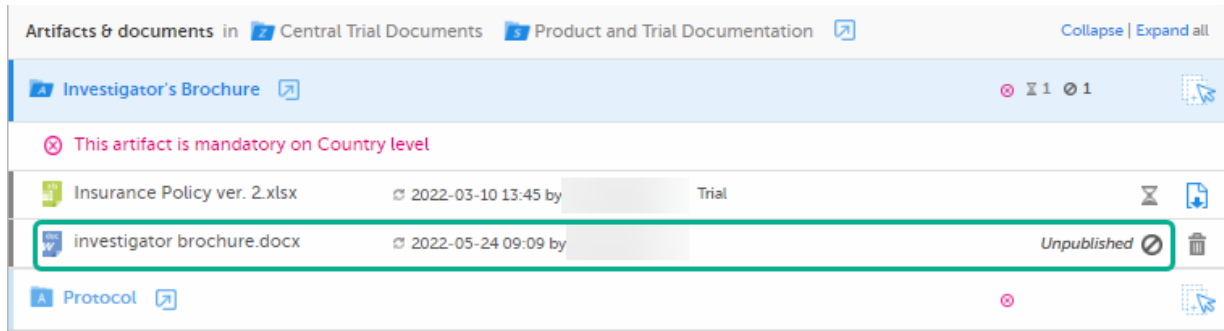 Artifacts & documents in Z Central Trial Documents S Product and Trial Documentation Collapse | Expand all
A Investigator's Brochure 1 1
This artifact is mandatory on Country level
Insurance Policy ver. 2.xlsx 2022-03-10 13:45 by Trial
investigator brochure.docx 2022-05-24 09:09 by Unpublished
A Protocol